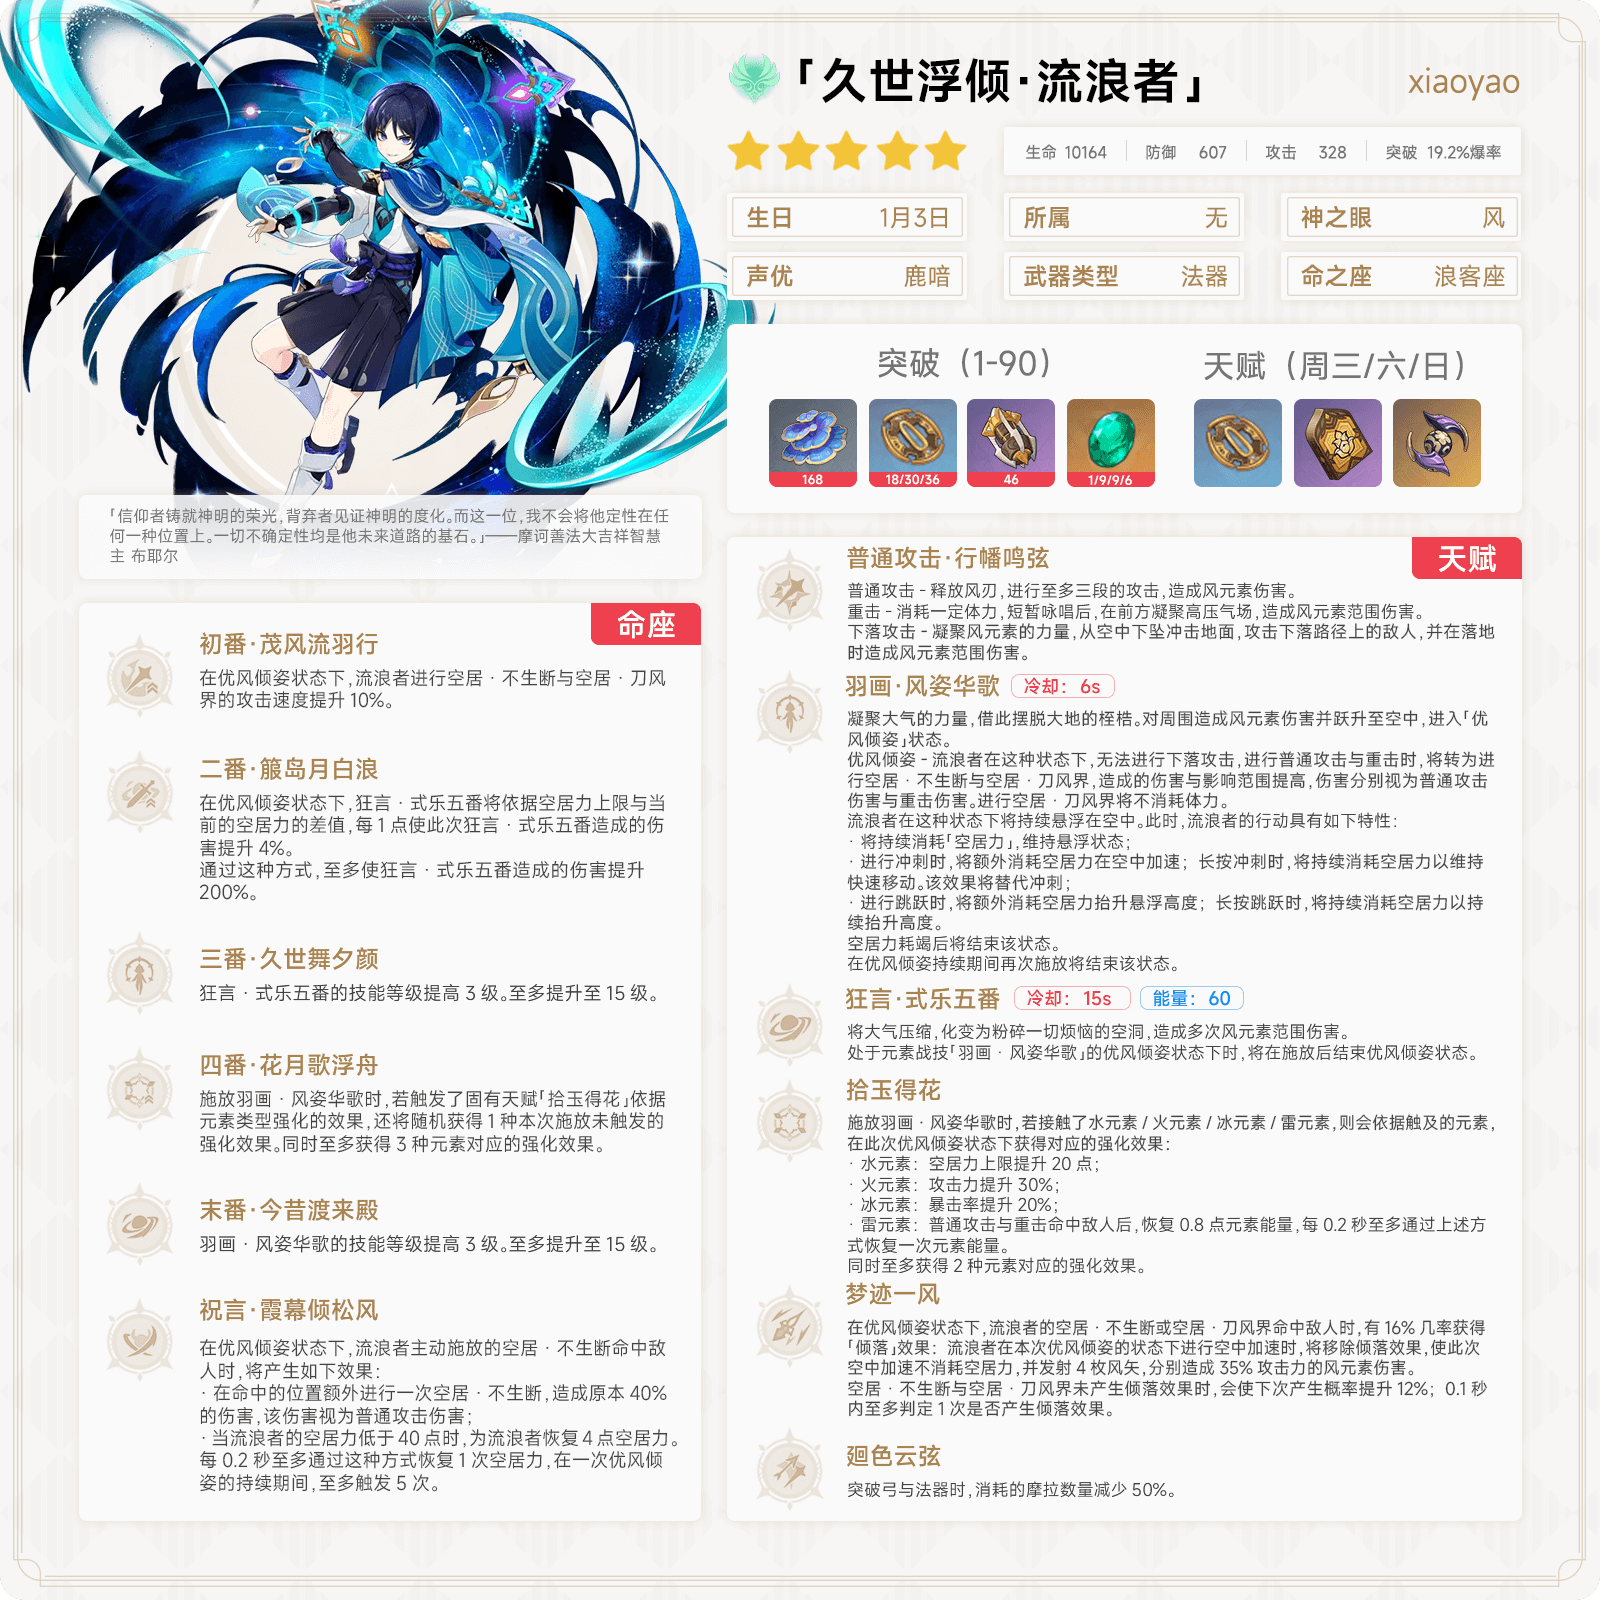 「久世浮倾·流浪者」
xiaoyao
生命 10164 防御 607 攻击 328 突破 19.2%爆率
生日 1月3日 所属 无 神之眼 风
声优 鹿喑 武器类型 法器 命之座 浪客座
突破（1-90）
天赋（周三/六/日）
168 18/30/36 46 1/9/9/6
「信仰者铸就神明的荣光,背弃者见证神明的度化。而这一位,我不会将他定性在任
何一种位置上。一切不确定性均是他未来道路的基石。」——摩诃善法大吉祥智慧
主 布耶尔
命座
初番·茂风流羽行
在优风倾姿状态下,流浪者进行空居·不生断与空居·刀风
界的攻击速度提升 10%。
二番·箙岛月白浪
在优风倾姿状态下,狂言·式乐五番将依据空居力上限与当
前的空居力的差值,每 1 点使此次狂言·式乐五番造成的伤
害提升 4%。
通过这种方式,至多使狂言·式乐五番造成的伤害提升
200%。
三番·久世舞夕颜
狂言·式乐五番的技能等级提高 3 级。至多提升至 15 级。
四番·花月歌浮舟
施放羽画·风姿华歌时,若触发了固有天赋「拾玉得花」依据
元素类型强化的效果,还将随机获得 1 种本次施放未触发的
强化效果。同时至多获得 3 种元素对应的强化效果。
末番·今昔渡来殿
羽画·风姿华歌的技能等级提高 3 级。至多提升至 15 级。
祝言·霞幕倾松风
在优风倾姿状态下,流浪者主动施放的空居·不生断命中敌
人时,将产生如下效果:
·在命中的位置额外进行一次空居·不生断,造成原本 40%
的伤害,该伤害视为普通攻击伤害;
·当流浪者的空居力低于 40 点时,为流浪者恢复 4 点空居力。
每 0.2 秒至多通过这种方式恢复 1 次空居力,在一次优风倾
姿的持续期间,至多触发 5 次。
天赋
普通攻击·行幡鸣弦
普通攻击 - 释放风刃,进行至多三段的攻击,造成风元素伤害。
重击 - 消耗一定体力,短暂咏唱后,在前方凝聚高压气场,造成风元素范围伤害。
下落攻击 - 凝聚风元素的力量,从空中下坠冲击地面,攻击下落路径上的敌人,并在落地
时造成风元素范围伤害。
羽画·风姿华歌 冷却: 6s
凝聚大气的力量,借此摆脱大地的桎梏。对周围造成风元素伤害并跃升至空中,进入「优
风倾姿」状态。
优风倾姿 - 流浪者在这种状态下,无法进行下落攻击,进行普通攻击与重击时,将转为进
行空居·不生断与空居·刀风界,造成的伤害与影响范围提高,伤害分别视为普通攻击
伤害与重击伤害。进行空居·刀风界将不消耗体力。
流浪者在这种状态下将持续悬浮在空中。此时,流浪者的行动具有如下特性:
·将持续消耗「空居力」,维持悬浮状态;
·进行冲刺时,将额外消耗空居力在空中加速; 长按冲刺时,将持续消耗空居力以维持
快速移动。该效果将替代冲刺;
·进行跳跃时,将额外消耗空居力抬升悬浮高度; 长按跳跃时,将持续消耗空居力以持
续抬升高度。
空居力耗竭后将结束该状态。
在优风倾姿持续期间再次施放将结束该状态。
狂言·式乐五番 冷却: 15s 能量: 60
将大气压缩,化变为粉碎一切烦恼的空洞,造成多次风元素范围伤害。
处于元素战技「羽画·风姿华歌」的优风倾姿状态下时,将在施放后结束优风倾姿状态。
拾玉得花
施放羽画·风姿华歌时,若接触了水元素 / 火元素 / 冰元素 / 雷元素,则会依据触及的元素,
在此次优风倾姿状态下获得对应的强化效果:
·水元素: 空居力上限提升 20 点;
·火元素: 攻击力提升 30%;
·冰元素: 暴击率提升 20%;
·雷元素: 普通攻击与重击命中敌人后,恢复 0.8 点元素能量,每 0.2 秒至多通过上述方
式恢复一次元素能量。
同时至多获得 2 种元素对应的强化效果。
梦迹一风
在优风倾姿状态下,流浪者的空居·不生断或空居·刀风界命中敌人时,有 16% 几率获得
「倾落」效果: 流浪者在本次优风倾姿的状态下进行空中加速时,将移除倾落效果,使此次
空中加速不消耗空居力,并发射 4 枚风矢,分别造成 35% 攻击力的风元素伤害。
空居·不生断与空居·刀风界未产生倾落效果时,会使下次产生概率提升 12%; 0.1 秒
内至多判定 1 次是否产生倾落效果。
廻色云弦
突破弓与法器时,消耗的摩拉数量减少 50%。